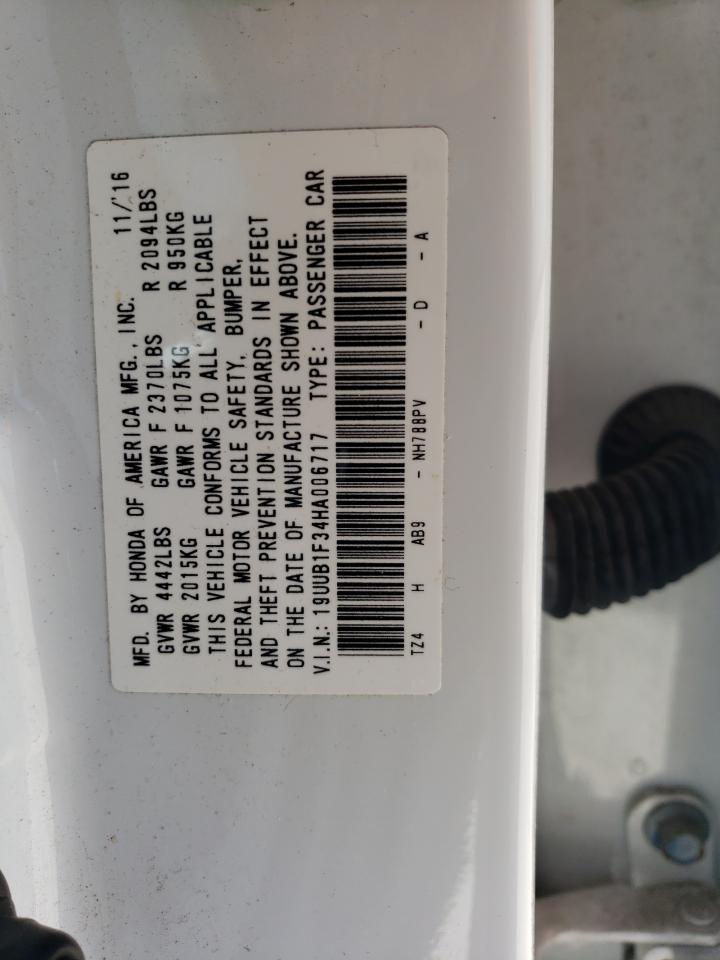 MFD. BY HONDA OF AMERICA MFG., INC. 11/'16
GVWR 4442LBS GAWR F 2370LBS R 2094LBS
GVWR 2015KG GAWR F 1075KG R 950KG
THIS VEHICLE CONFORMS TO ALL APPLICABLE
FEDERAL MOTOR VEHICLE SAFETY, BUMPER,
AND THEFT PREVENTION STANDARDS IN EFFECT
ON THE DATE OF MANUFACTURE SHOWN ABOVE.
V.I.N.: 19UUB1F34HA006717 TYPE: PASSENGER CAR
TZ4 H AB9 - NH788PV - D - A